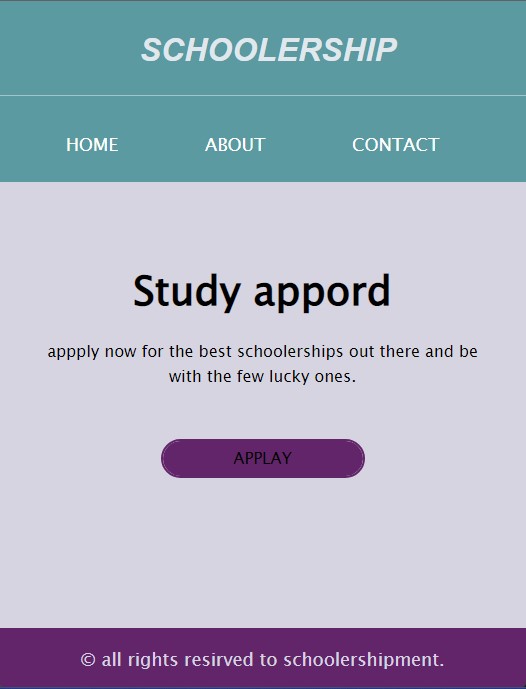 SCHOOLERSHIP
HOME ABOUT CONTACT
Study appord
appply now for the best schoolerships out there and be
with the few lucky ones.
APPLAY
© all rights resirved to schoolershipment.